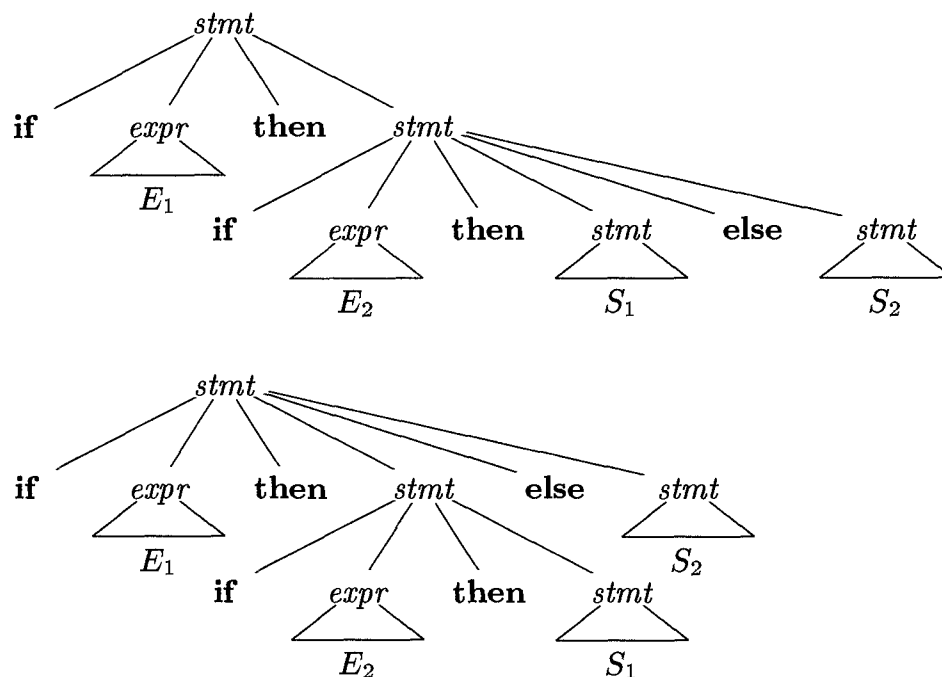 stmt
if expr then stmt
E₁
if expr then stmt else stmt
E₂ S₁ S₂
stmt
if expr then stmt else stmt
E₁ S₂
if expr then stmt
E₂ S₁